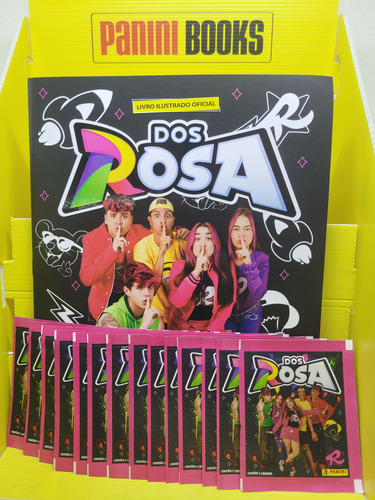 PANINI BOOKS
LIVRO ILUSTRADO OFICIAL
DOS
ROSA
R
R
DOS
ROSA
R
PANINI